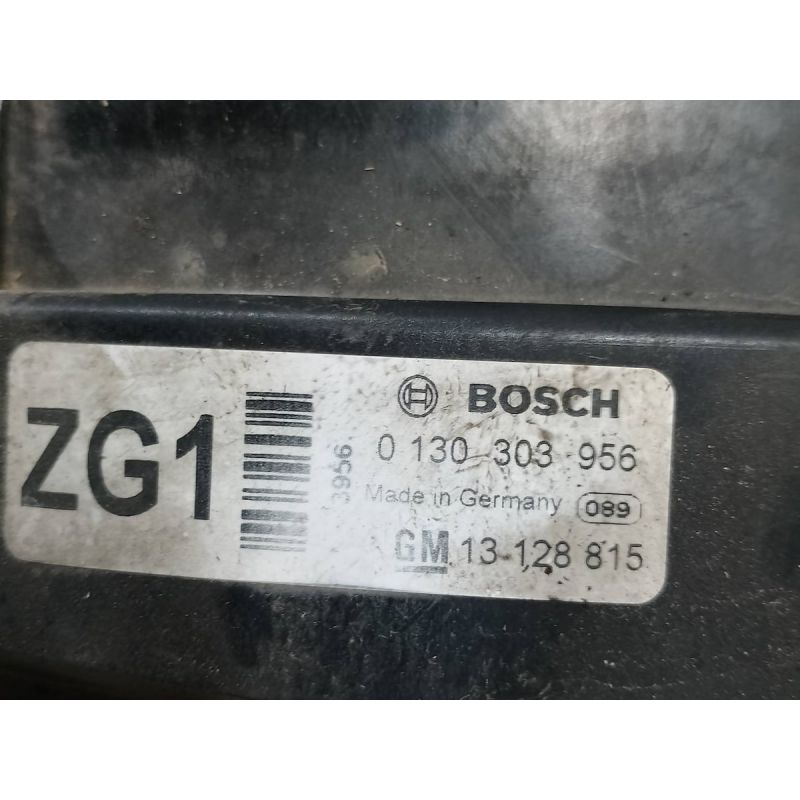 ZG1
3956
BOSCH
0 130 303 956
Made in Germany 089
GM 13 128 815